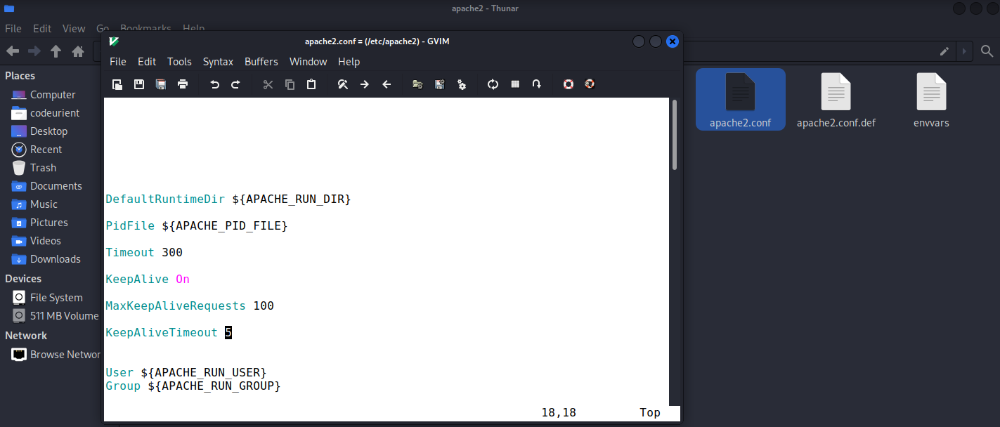 apache2 - Thunar
File Edit View Go Bookmarks Help
apache2.conf = (/etc/apache2) - GVIM
File Edit Tools Syntax Buffers Window Help
Places
Computer
codeurient
Desktop
Recent
Trash
Documents
Music
Pictures
Videos
Downloads
Devices
File System
511 MB Volume
Network
Browse Networ
DefaultRuntimeDir ${APACHE_RUN_DIR}
PidFile ${APACHE_PID_FILE}
Timeout 300
KeepAlive On
MaxKeepAliveRequests 100
KeepAliveTimeout 5
User ${APACHE_RUN_USER}
Group ${APACHE_RUN_GROUP}
18,18 Top
apache2.conf
apache2.conf.def
envvars